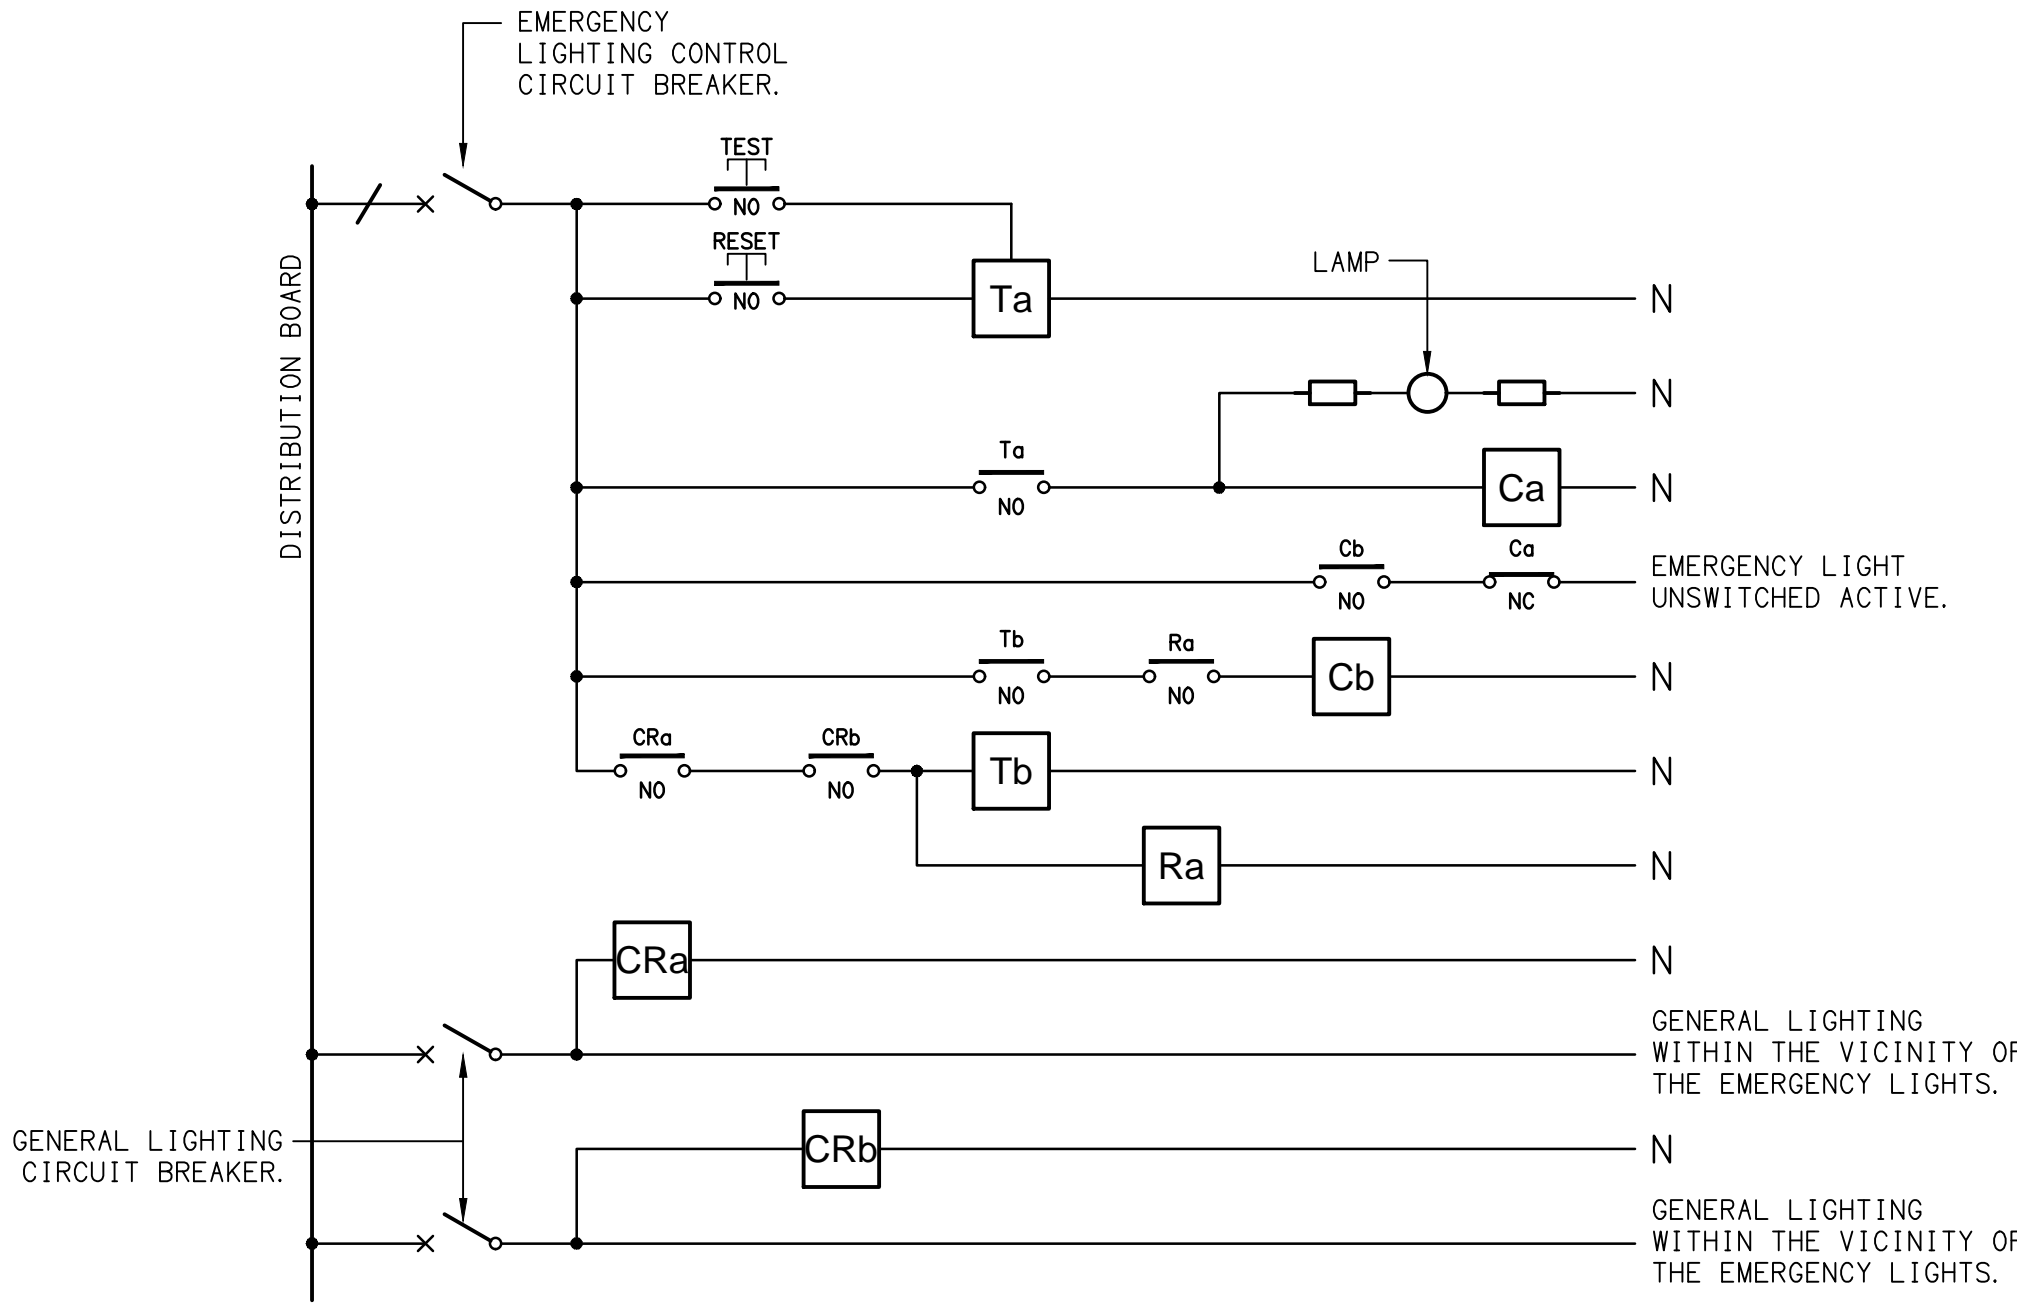 EMERGENCY
LIGHTING CONTROL
CIRCUIT BREAKER.
TEST
NO
RESET
NO
DISTRIBUTION BOARD
Ta
N
LAMP
N
Ta
NO
Ca
N
Cb
NO
Ca
NC
EMERGENCY LIGHT
UNSWITCHED ACTIVE.
Tb
NO
Ra
NO
Cb
N
CRa
NO
CRb
NO
Tb
N
Ra
N
CRa
N
GENERAL LIGHTING
WITHIN THE VICINITY OF
THE EMERGENCY LIGHTS.
GENERAL LIGHTING
CIRCUIT BREAKER.
CRb
N
GENERAL LIGHTING
WITHIN THE VICINITY OF
THE EMERGENCY LIGHTS.